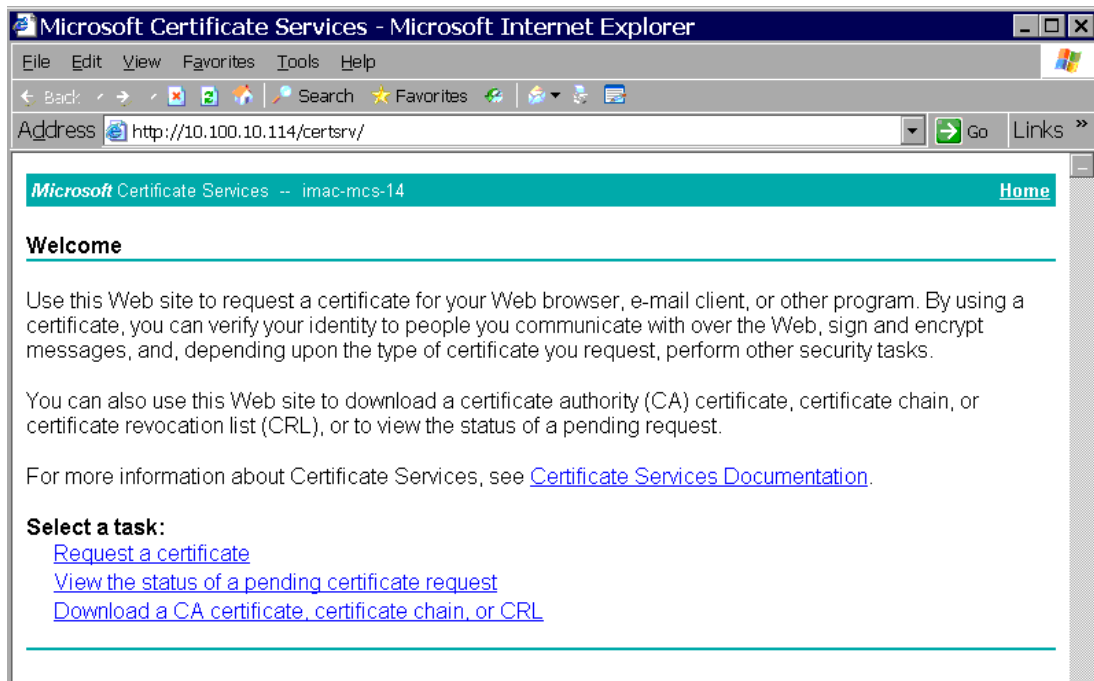 Microsoft Certificate Services - Microsoft Internet Explorer
File Edit View Favorites Tools Help
Back Search Favorites
Address http://10.100.10.114/certsrv/ Go Links »
Microsoft Certificate Services -- imac-mcs-14 Home
Welcome
Use this Web site to request a certificate for your Web browser, e-mail client, or other program. By using a
certificate, you can verify your identity to people you communicate with over the Web, sign and encrypt
messages, and, depending upon the type of certificate you request, perform other security tasks.
You can also use this Web site to download a certificate authority (CA) certificate, certificate chain, or
certificate revocation list (CRL), or to view the status of a pending request.
For more information about Certificate Services, see Certificate Services Documentation.
Select a task:
Request a certificate
View the status of a pending certificate request
Download a CA certificate, certificate chain, or CRL